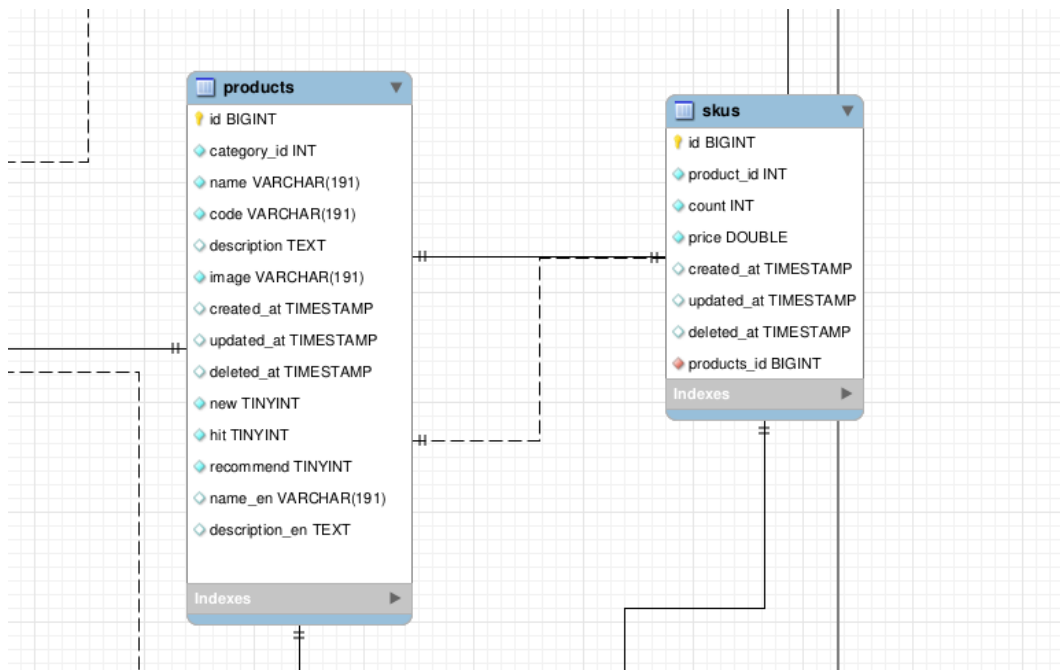 products
id BIGINT
category_id INT
name VARCHAR(191)
code VARCHAR(191)
description TEXT
image VARCHAR(191)
created_at TIMESTAMP
updated_at TIMESTAMP
deleted_at TIMESTAMP
new TINYINT
hit TINYINT
recommend TINYINT
name_en VARCHAR(191)
description_en TEXT
Indexes
skus
id BIGINT
product_id INT
count INT
price DOUBLE
created_at TIMESTAMP
updated_at TIMESTAMP
deleted_at TIMESTAMP
products_id BIGINT
Indexes